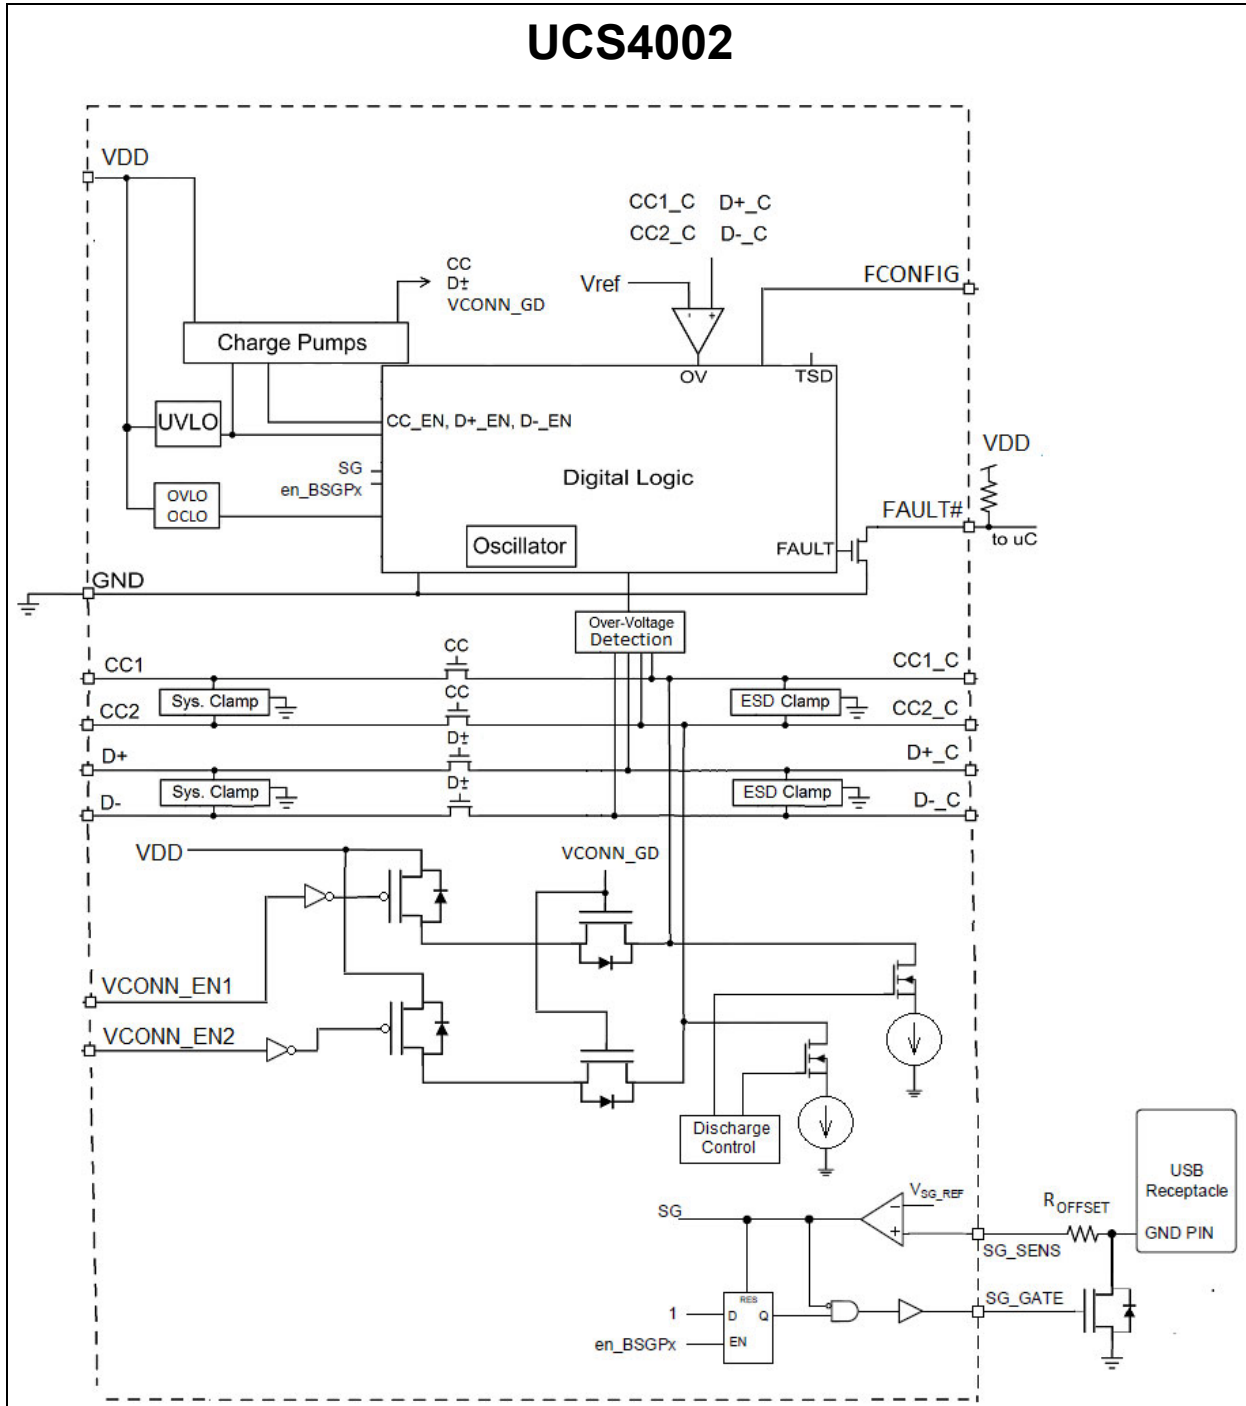 UCS4002
VDD
CC1_C D+_C
CC2_C D-_C
CC
D±
VCONN_GD
Vref
FCONFIG
- +
Charge Pumps
OV
TSD
UVLO
CC_EN, D+_EN, D-_EN
VDD
SG
en_BSGPx
Digital Logic
OVLO
OCLO
FAULT#
to uC
Oscillator
FAULT
GND
Over-Voltage
Detection
CC1
CC
CC1_C
Sys. Clamp
CC
ESD Clamp
CC2
CC2_C
D+
D±
D+_C
Sys. Clamp
D±
ESD Clamp
D-
D-_C
VDD
VCONN_GD
VCONN_EN1
VCONN_EN2
Discharge
Control
USB
Receptacle
VSG_REF
SG
ROFFSET
GND PIN
- +
SG_SENS
SG_GATE
RES
1
D Q
en_BSGPx
EN